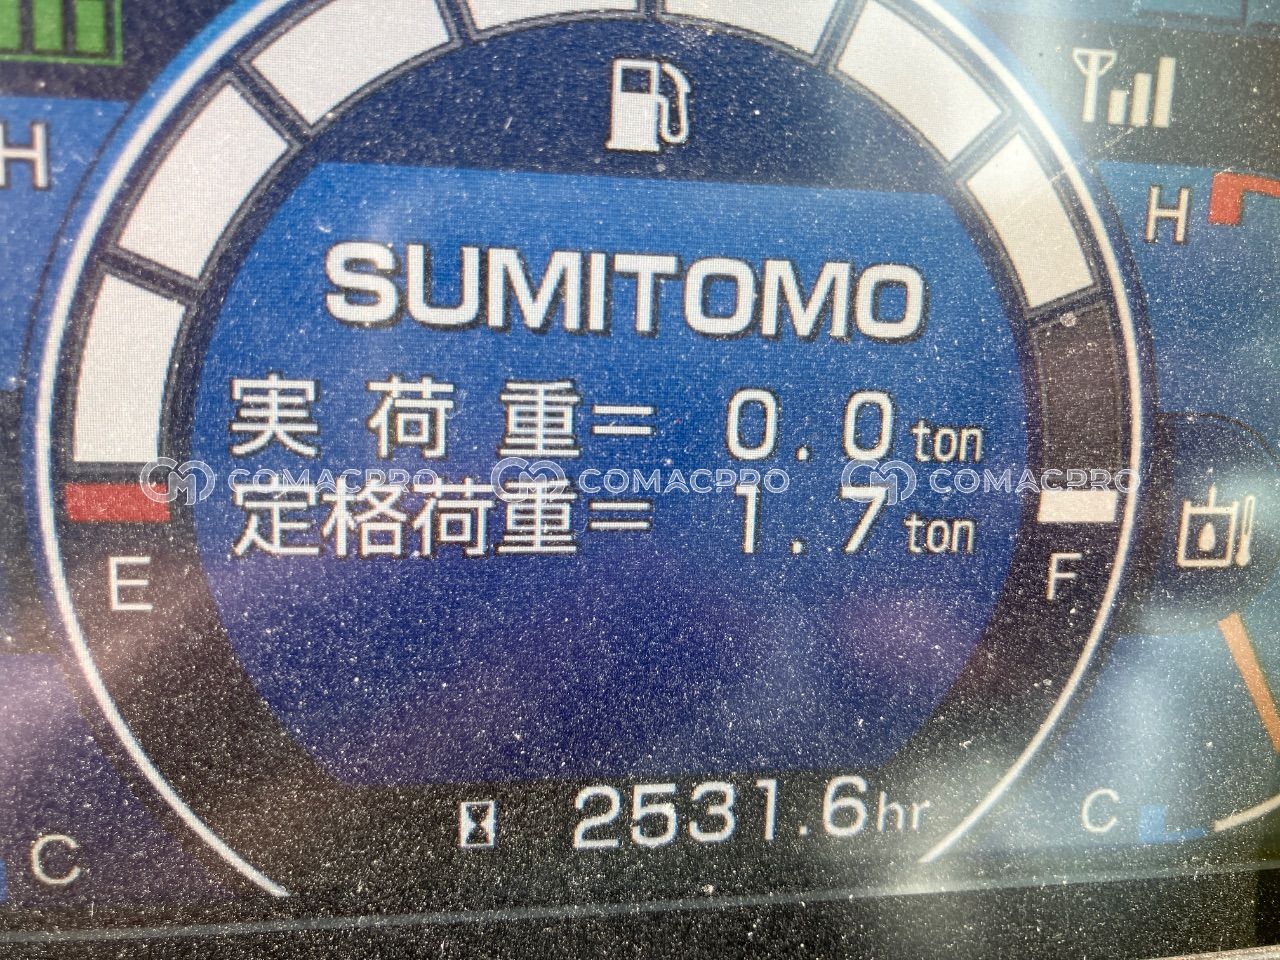 H
H
SUMITOMO
実荷重= 0.0 ton
COMACPRO COMACPRO COMACPRO
定格荷重= 1.7 ton
E
F
2531.6hr
C
C